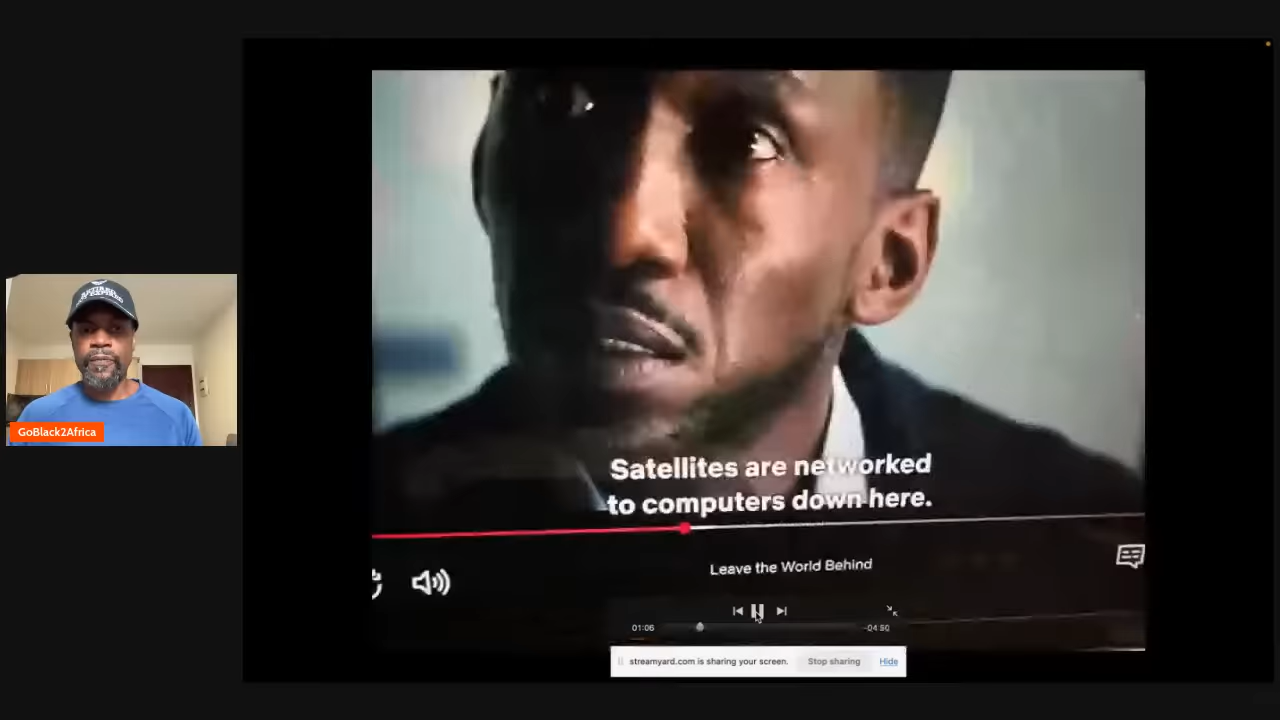 GoBlack2Africa
Satellites are networked
to computers down here.
Leave the World Behind
01:06
-04:50
streamyard.com is sharing your screen.
Stop sharing
Hide